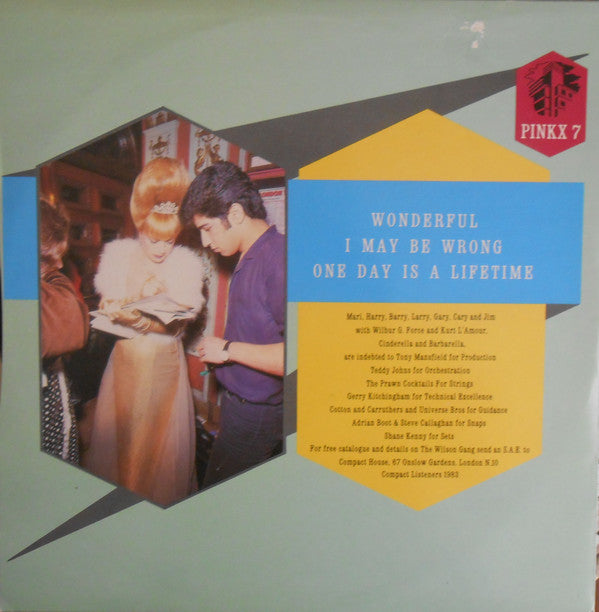 PINKX 7
WONDERFUL
I MAY BE WRONG
ONE DAY IS A LIFETIME
Mari, Harry, Barry, Larry, Gary, Cary and Jim
with Wilbur G. Force and Kurt L'Amour,
Cinderella and Barbarella,
are indebted to Tony Mansfield for Production
Teddy Johns for Orchestration
The Prawn Cocktails For Strings
Gerry Kitchingham for Technical Excellence
Cotton and Carruthers and Universe Bros for Guidance
Adrian Boot & Steve Callaghan for Snaps
Shane Kenny for Sets
For free catalogue and details on The Wilson Gang send an S.A.E. to
Compact House, 67 Onslow Gardens, London N.10
Compact Listeners 1983